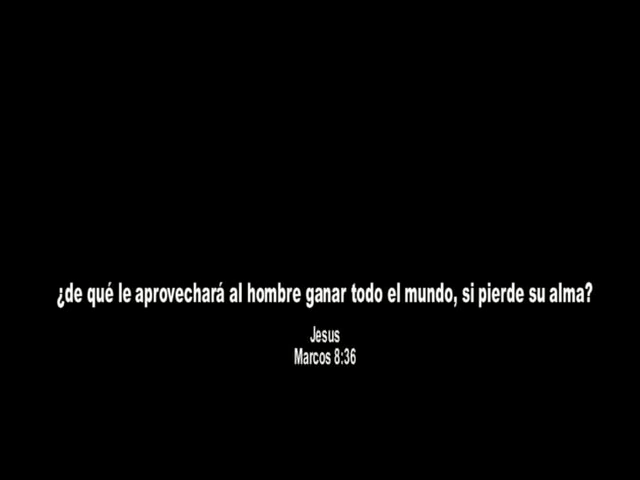 ¿de qué le aprovechará al hombre ganar todo el mundo, si pierde su alma?
Jesus
Marcos 8:36